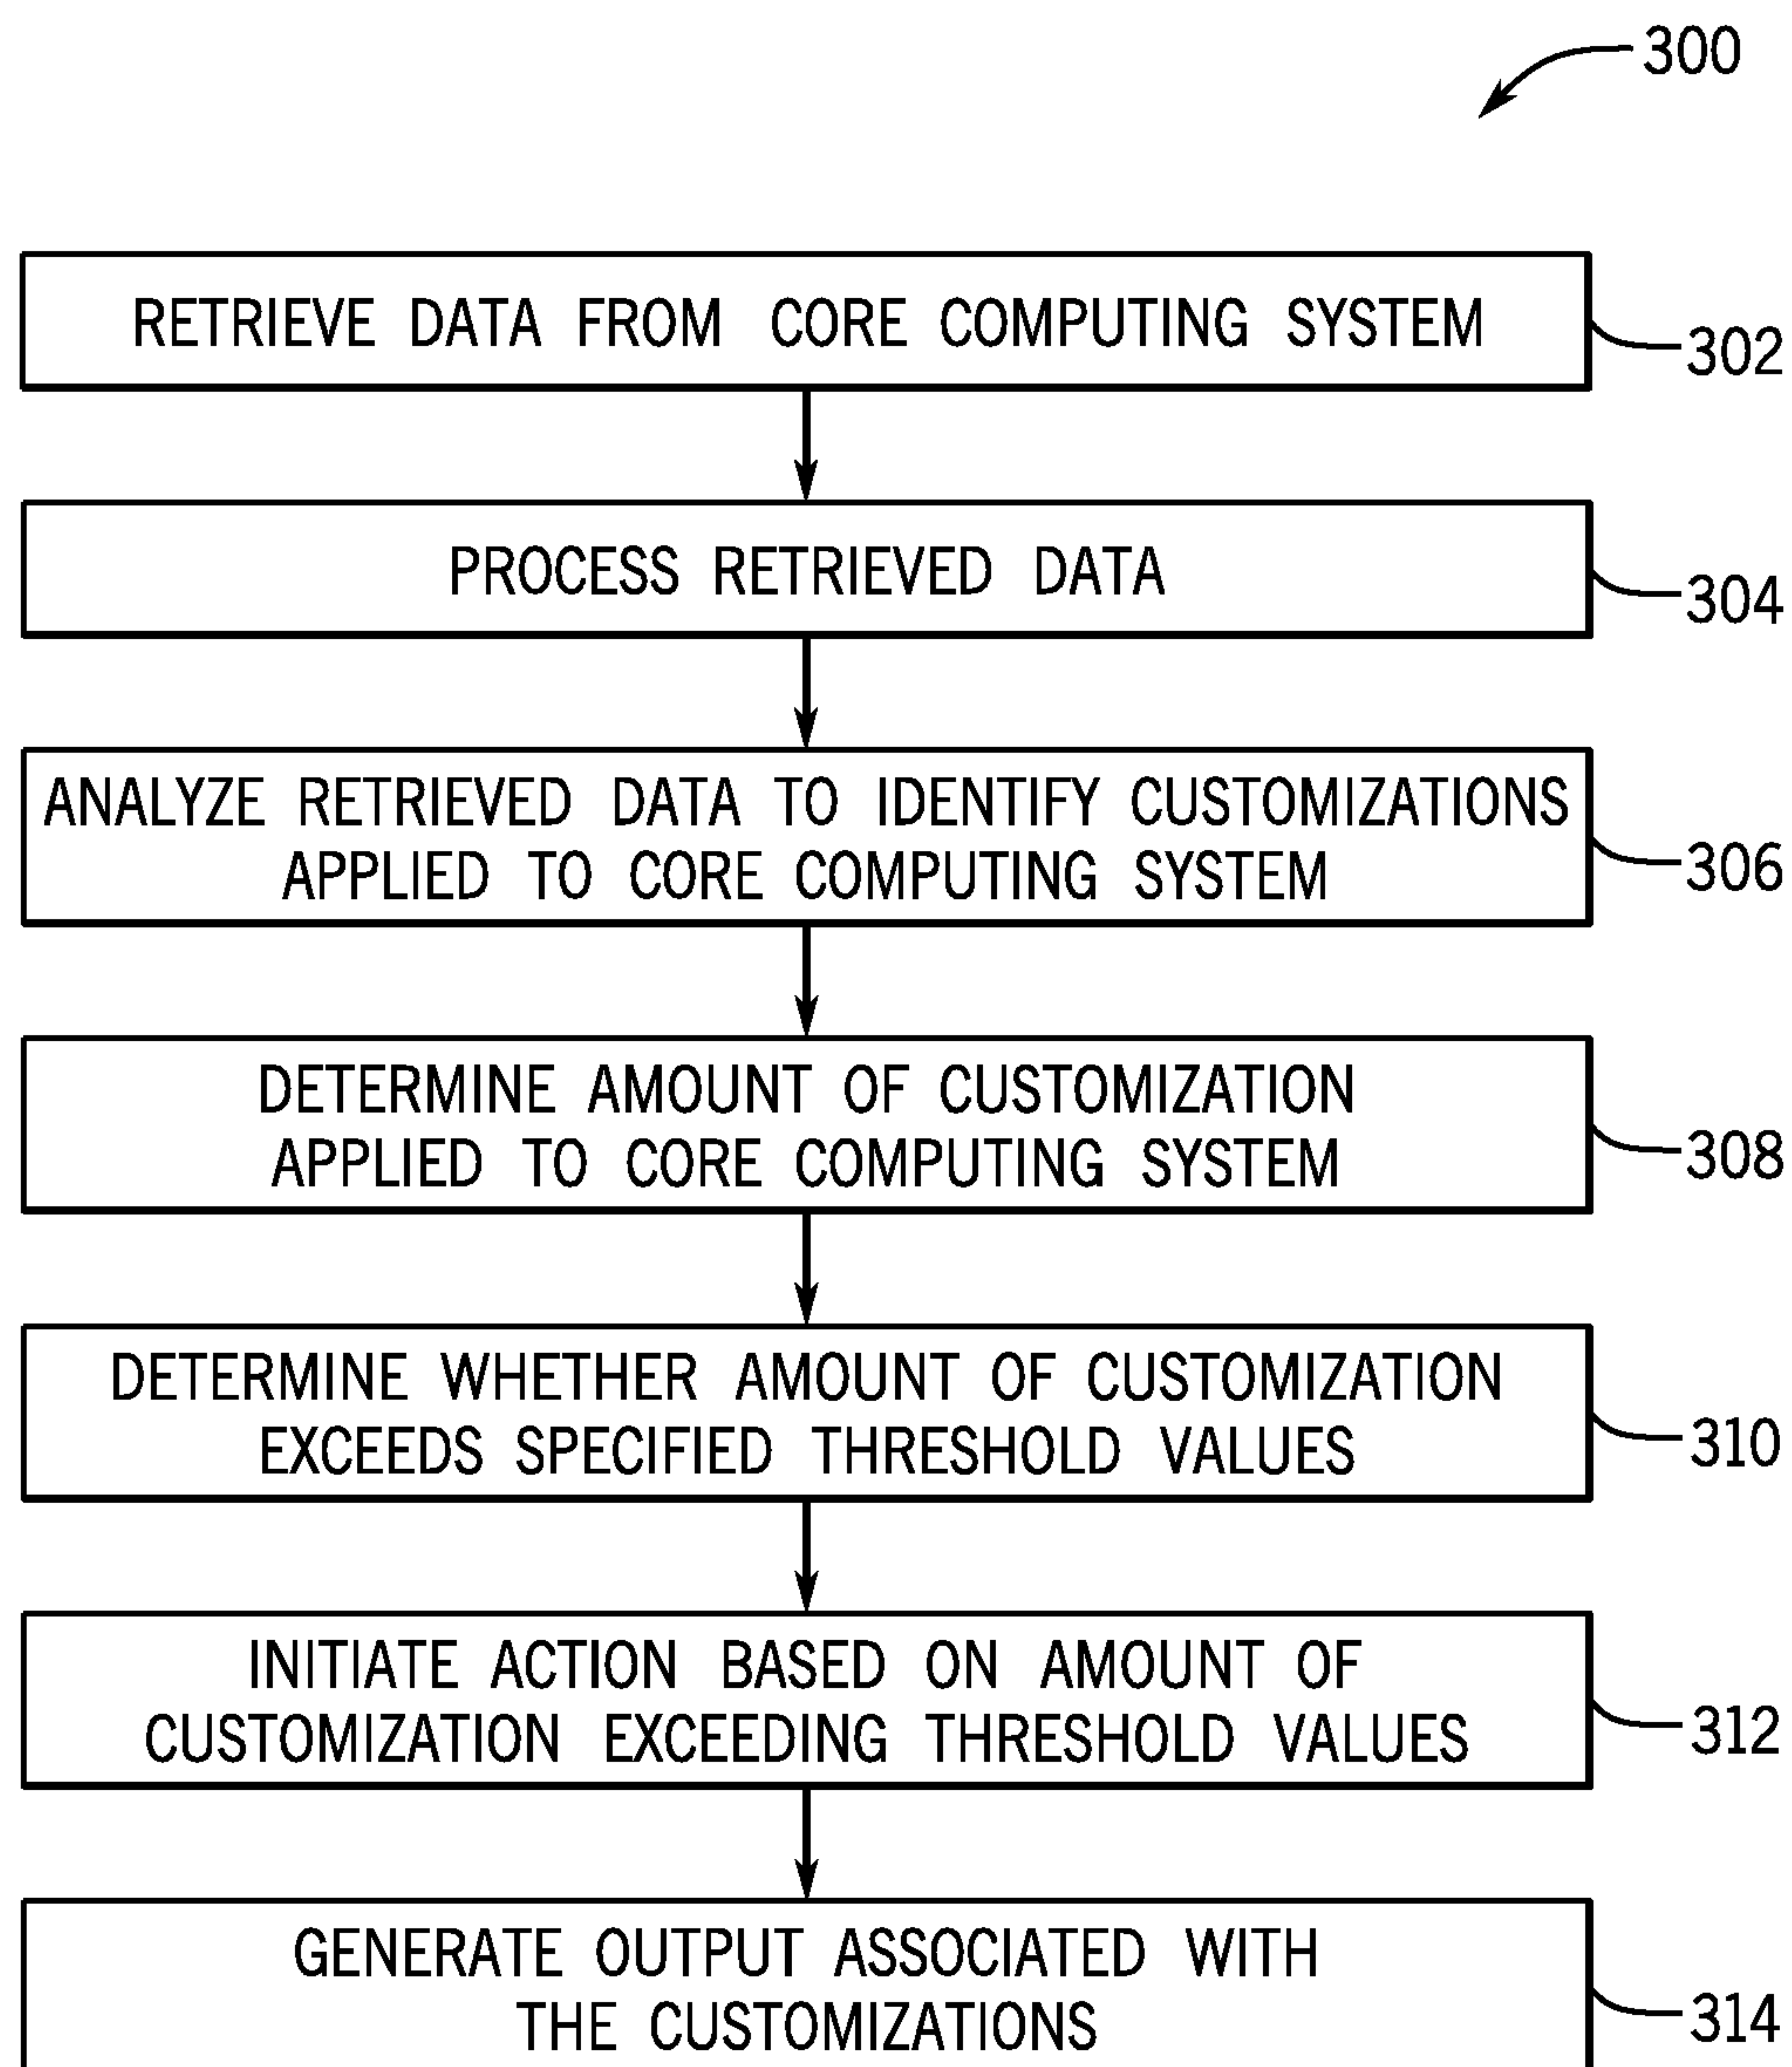 300
RETRIEVE DATA FROM CORE COMPUTING SYSTEM
302
PROCESS RETRIEVED DATA
304
ANALYZE RETRIEVED DATA TO IDENTIFY CUSTOMIZATIONS
APPLIED TO CORE COMPUTING SYSTEM
306
DETERMINE AMOUNT OF CUSTOMIZATION
APPLIED TO CORE COMPUTING SYSTEM
308
DETERMINE WHETHER AMOUNT OF CUSTOMIZATION
EXCEEDS SPECIFIED THRESHOLD VALUES
310
INITIATE ACTION BASED ON AMOUNT OF
CUSTOMIZATION EXCEEDING THRESHOLD VALUES
312
GENERATE OUTPUT ASSOCIATED WITH
THE CUSTOMIZATIONS
314